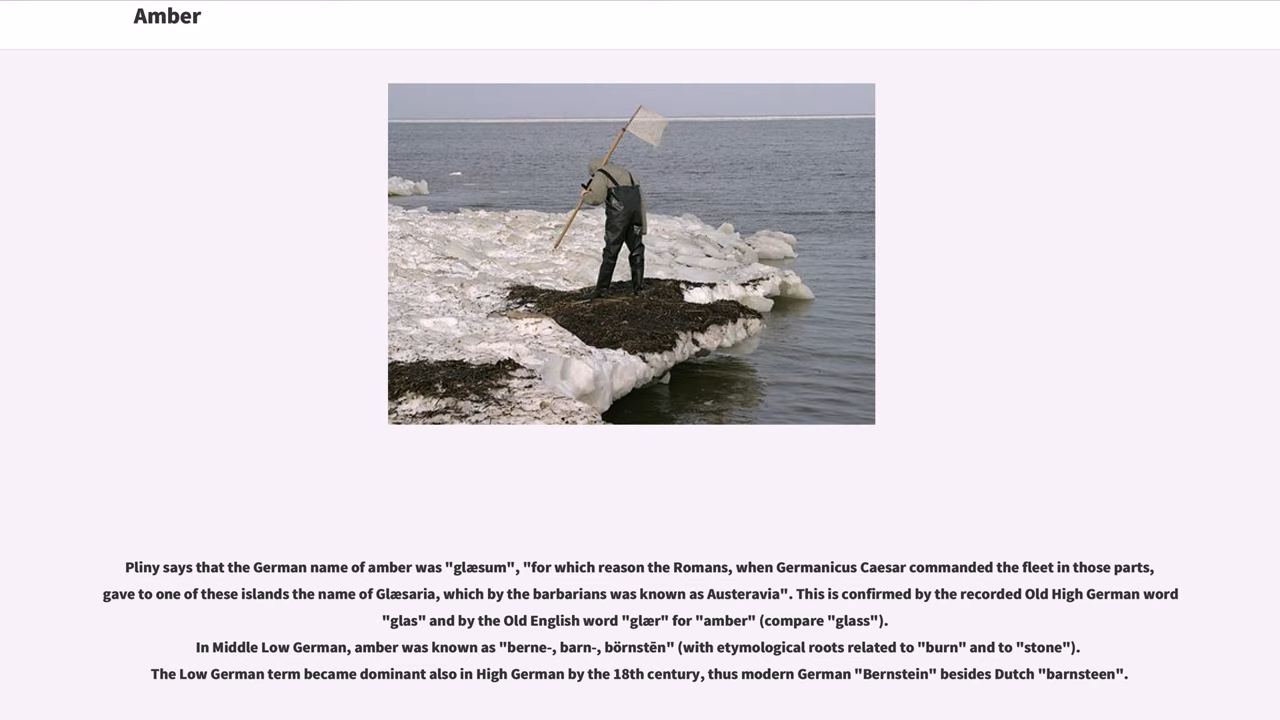 Amber
Pliny says that the German name of amber was "glæsum", "for which reason the Romans, when Germanicus Caesar commanded the fleet in those parts,
gave to one of these islands the name of Glæsaria, which by the barbarians was known as Austeravia". This is confirmed by the recorded Old High German word
"glas" and by the Old English word "glær" for "amber" (compare "glass").
In Middle Low German, amber was known as "berne-, barn-, börnstēn" (with etymological roots related to "burn" and to "stone").
The Low German term became dominant also in High German by the 18th century, thus modern German "Bernstein" besides Dutch "barnsteen".